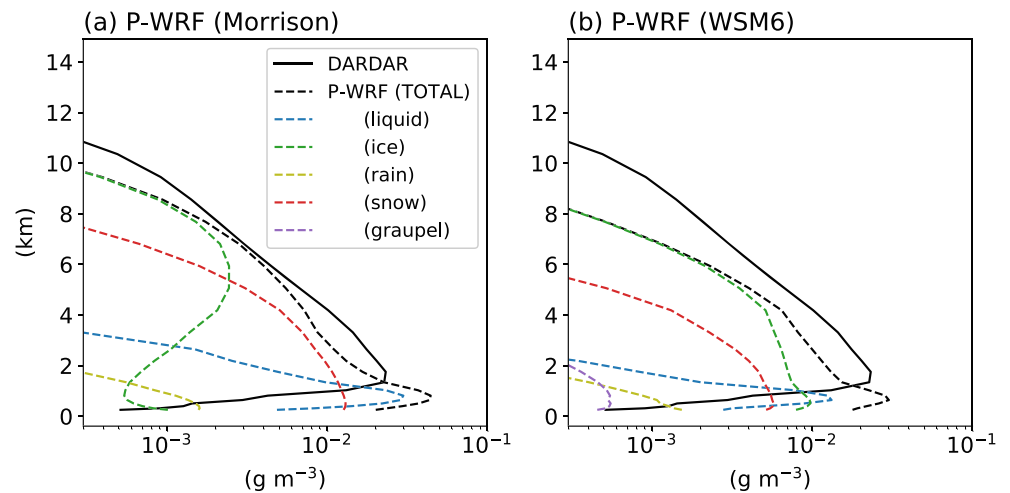 (a) P-WRF (Morrison)
(b) P-WRF (WSM6)
DARDAR
P-WRF (TOTAL)
(liquid)
(ice)
(rain)
(snow)
(graupel)
(km)
14
12
10
8
6
4
2
0
14
12
10
8
6
4
2
0
10⁻³ 10⁻² 10⁻¹
10⁻³ 10⁻² 10⁻¹
(g m⁻³)
(g m⁻³)